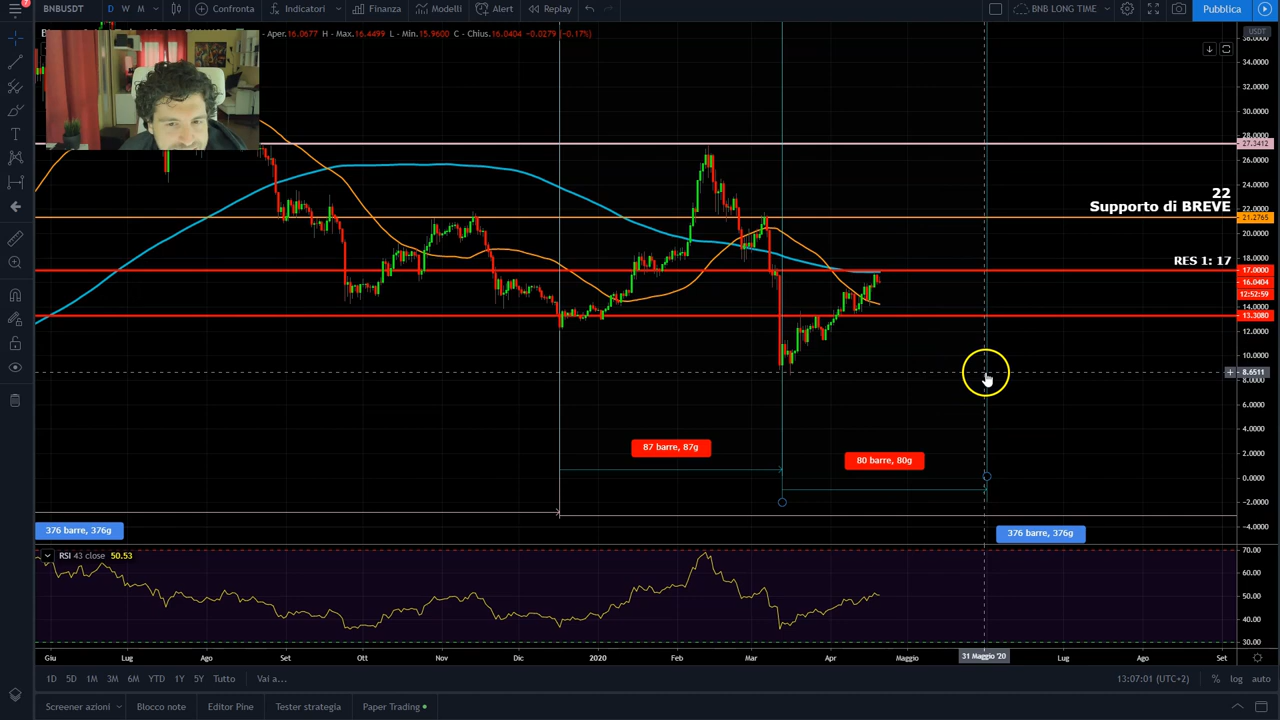 7
BNBUSDT
D
W
M
Confronta
Indicatori
Finanza
Modelli
Alert
Replay
BNB LONG TIME
Pubblica
Aper.16.0677 H - Max.16.4499 L - Min.15.9600 C - Chius.16.0404 -0.0279 (-0.17%)
USDT
36.0000
34.0000
32.0000
30.0000
28.0000
27.3412
26.0000
24.0000
22.0000
21.2765
20.0000
18.0000
17.0000
16.0404
12:52:59
14.0000
13.3080
12.0000
10.0000
8.6511
8.0000
6.0000
4.0000
2.0000
0.0000
-2.0000
-4.0000
22
Supporto di BREVE
RES 1: 17
87 barre, 87g
80 barre, 80g
376 barre, 376g
376 barre, 376g
RSI 43 close 50.53
70.00
60.00
50.00
40.00
30.00
Giu Lug Ago Set Ott Nov Dic 2020 Feb Mar Apr Maggio 31 Maggio '20 Lug Ago Set
1D 5D 1M 3M 6M YTD 1Y 5Y Tutto Vai a...
13:07:01 (UTC+2) % log auto
Screener azioni Blocco note Editor Pine Tester strategia Paper Trading